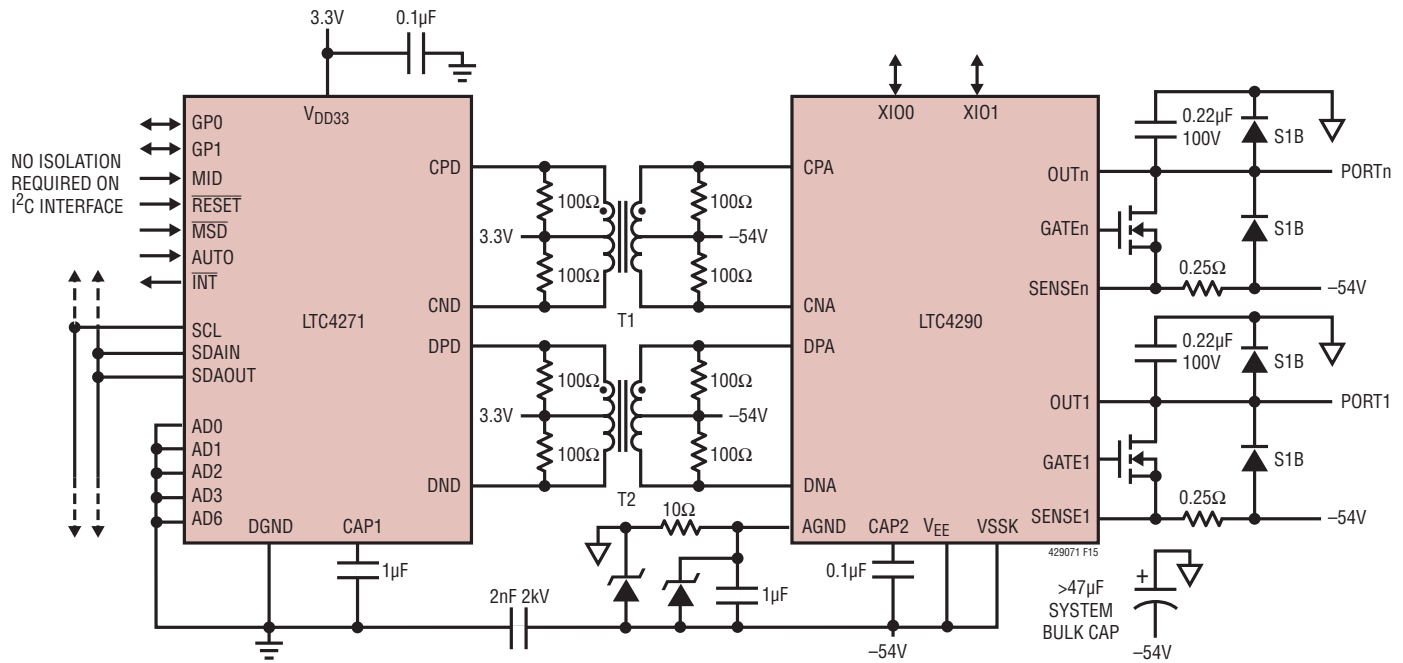 3.3V
0.1µF
VDD33
GP0
GP1
MID
RESET
MSD
AUTO
INT
NO ISOLATION
REQUIRED ON
I2C INTERFACE
SCL
SDAIN
SDAOUT
AD0
AD1
AD2
AD3
AD6
DGND
CAP1
LTC4271
CPD
CND
DPD
DND
1µF
100Ω
100Ω
3.3V
100Ω
100Ω
–54V
T1
100Ω
100Ω
3.3V
100Ω
100Ω
–54V
T2
10Ω
2nF 2kV
1µF
XIO0
XIO1
CPA
CNA
DPA
DNA
LTC4290
AGND
CAP2
VEE
VSSK
OUTn
GATEn
SENSEn
OUT1
GATE1
SENSE1
429071 F15
0.1µF
–54V
0.22µF
100V
S1B
PORTn
S1B
0.25Ω
–54V
0.22µF
100V
S1B
PORT1
S1B
0.25Ω
–54V
>47µF
SYSTEM
BULK CAP
+
–54V